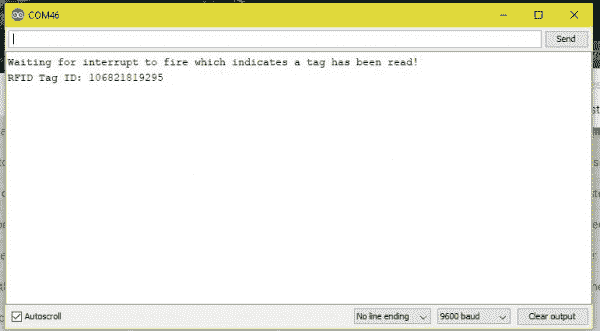 COM46
Send
Waiting for interrupt to fire which indicates a tag has been read!
RFID Tag ID: 106821819295
Autoscroll
No line ending
9600 baud
Clear output